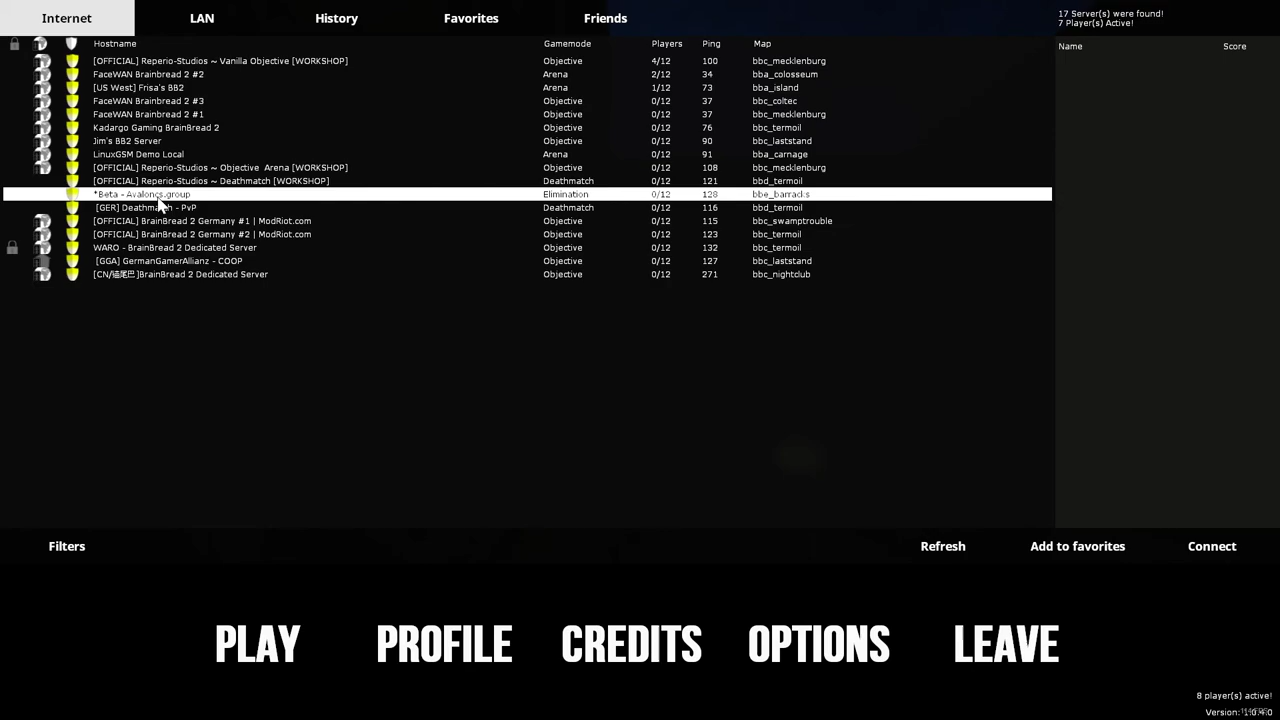 Internet LAN History Favorites Friends
17 Server(s) were found!
7 Player(s) Active!
Hostname Gamemode Players Ping Map Name Score
[OFFICIAL] Reperio-Studios ~ Vanilla Objective [WORKSHOP] Objective 4/12 100 bbc_mecklenburg
FaceWAN Brainbread 2 #2 Arena 2/12 34 bba_colosseum
[US West] Frisa's BB2 Arena 1/12 73 bba_island
FaceWAN Brainbread 2 #3 Objective 0/12 37 bbc_coltec
FaceWAN Brainbread 2 #1 Objective 0/12 37 bbc_mecklenburg
Kadargo Gaming BrainBread 2 Objective 0/12 76 bbc_termoil
Jim's BB2 Server Objective 0/12 90 bbc_laststand
LinuxGSM Demo Local Arena 0/12 91 bba_carnage
[OFFICIAL] Reperio-Studios ~ Objective Arena [WORKSHOP] Objective 0/12 108 bbc_mecklenburg
[OFFICIAL] Reperio-Studios ~ Deathmatch [WORKSHOP] Deathmatch 0/12 121 bbd_termoil
*Beta - Avaloncs.group Elimination 0/12 128 bbe_barracks
[GER] Deathmatch - PvP Deathmatch 0/12 116 bbd_termoil
[OFFICIAL] BrainBread 2 Germany #1 | ModRiot.com Objective 0/12 115 bbc_swamptrouble
[OFFICIAL] BrainBread 2 Germany #2 | ModRiot.com Objective 0/12 123 bbc_termoil
WARO - BrainBread 2 Dedicated Server Objective 0/12 132 bbc_termoil
[GGA] GermanGamerAllianz - COOP Objective 0/12 127 bbc_laststand
[CN/锚尾巴]BrainBread 2 Dedicated Server Objective 0/12 271 bbc_nightclub
Filters Refresh Add to favorites Connect
PLAY PROFILE CREDITS OPTIONS LEAVE
8 player(s) active!
Version: